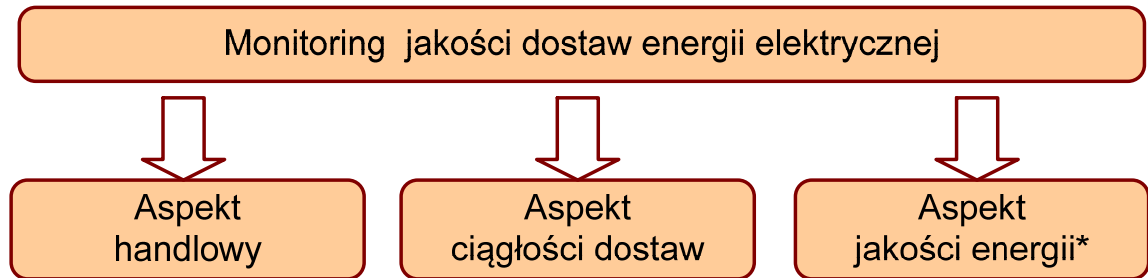 Monitoring jakości dostaw energii elektrycznej
Aspekt
handlowy
Aspekt
ciągłości dostaw
Aspekt
jakości energii*